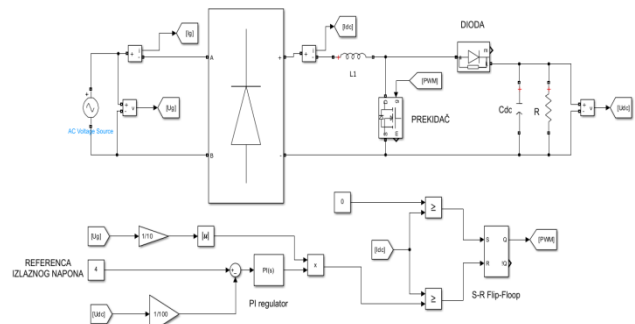 DIODA
[Ig]
[Idc]
A
+
L1
[PWM]
[Ug]
AC Voltage Source
PREKIDAČ
Cdc
R
[Udc]
B
-
0
≥
[Ug]
1/10
|u|
[Idc]
S
Q
[PWM]
REFERENCA
IZLAZNOG NAPONA
4
PI(s)
x
R
!Q
PI regulator
≥
S-R Flip-Floop
[Udc]
1/100